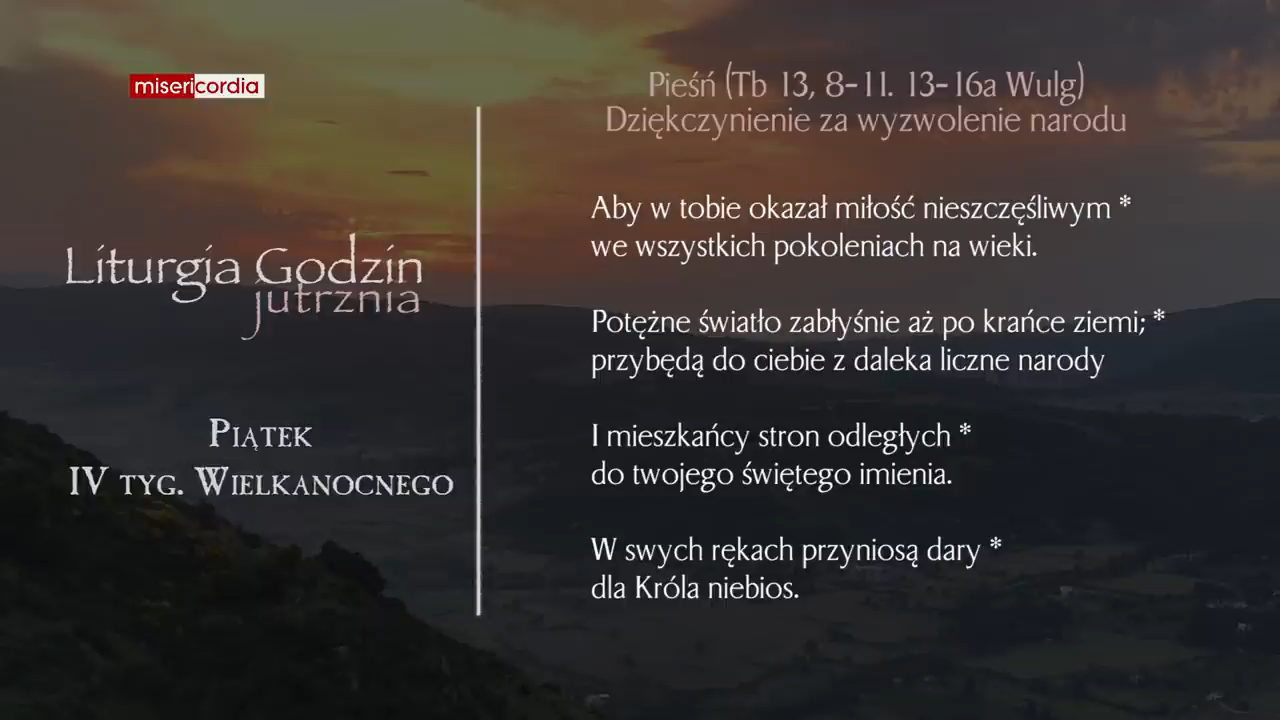 misericordia
Liturgia Godzin
jutrznia
Piątek
IV tyg. Wielkanocnego
Pieśń (Tb 13, 8-11. 13-16a Wulg)
Dziękczynienie za wyzwolenie narodu
Aby w tobie okazał miłość nieszczęśliwym *
we wszystkich pokoleniach na wieki.
Potężne światło zabłyśnie aż po krańce ziemi; *
przybędą do ciebie z daleka liczne narody
I mieszkańcy stron odległych *
do twojego świętego imienia.
W swych rękach przyniosą dary *
dla Króla niebios.